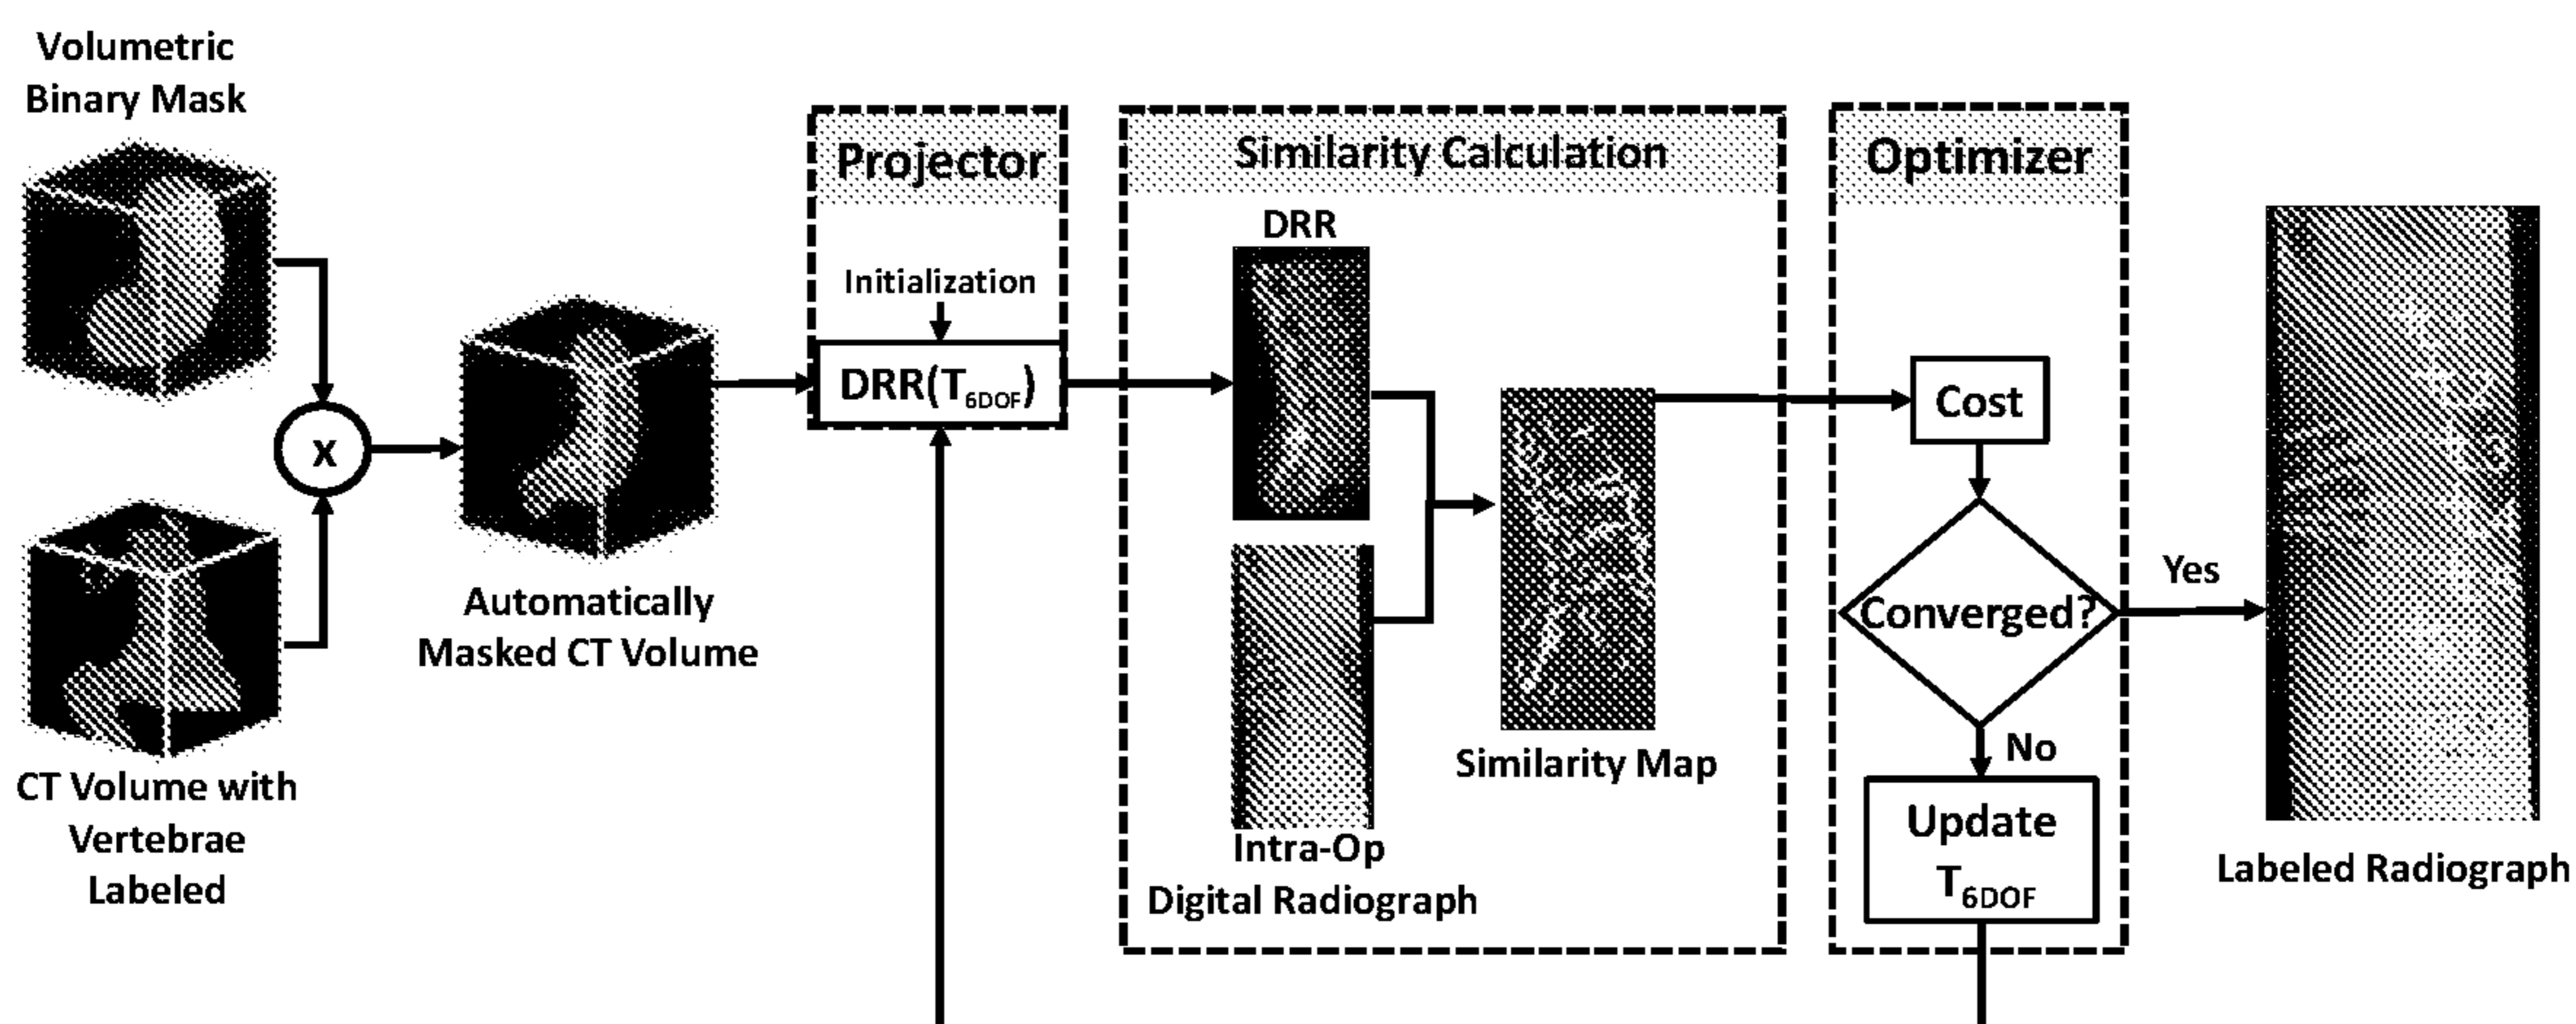 Volumetric
Binary Mask
x
CT Volume with
Vertebrae
Labeled
Automatically
Masked CT Volume
Projector
Initialization
DRR(T6DOF)
Similarity Calculation
DRR
Intra-Op
Digital Radiograph
Similarity Map
Optimizer
Cost
Converged?
Yes
No
Update
T6DOF
Labeled Radiograph